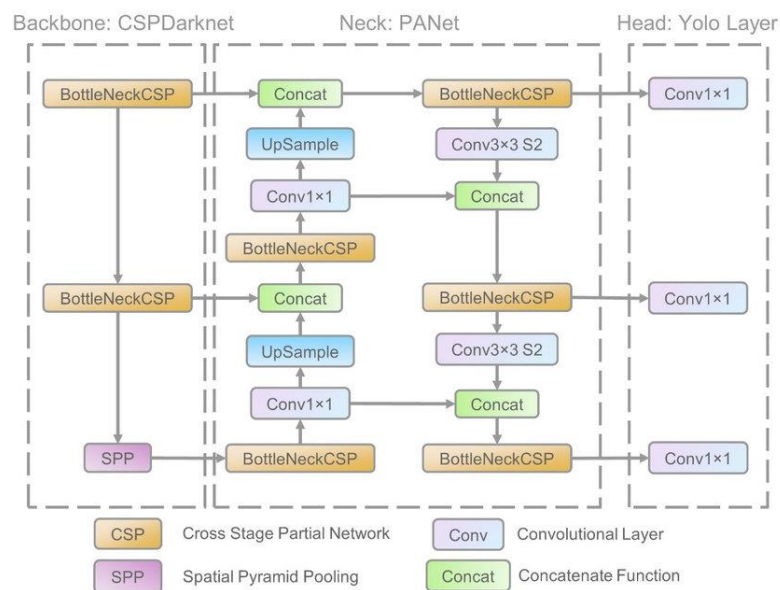 Backbone: CSPDarknet
Neck: PANet
Head: Yolo Layer
BottleNeckCSP
Concat
BottleNeckCSP
Conv1×1
UpSample
Conv3×3 S2
Conv1×1
Concat
BottleNeckCSP
BottleNeckCSP
Concat
BottleNeckCSP
Conv1×1
UpSample
Conv3×3 S2
Conv1×1
Concat
SPP
BottleNeckCSP
BottleNeckCSP
Conv1×1
CSP
Cross Stage Partial Network
Conv
Convolutional Layer
SPP
Spatial Pyramid Pooling
Concat
Concatenate Function